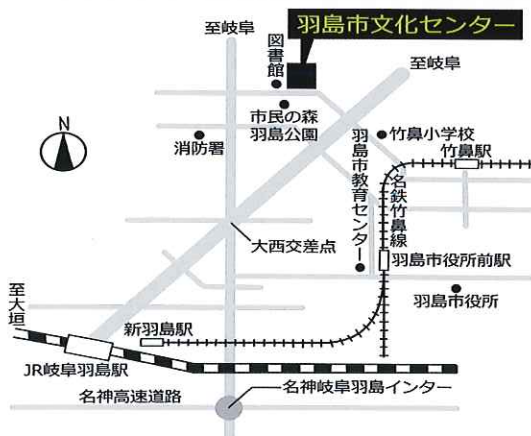 羽島市文化センター
至岐阜
図書館
至岐阜
N
市民の森
羽島公園
消防署
竹鼻小学校
竹鼻駅
羽島市教育センター
名鉄竹鼻線
大西交差点
羽島市役所前駅
至大垣
羽島市役所
新羽島駅
JR岐阜羽島駅
名神岐阜羽島インター
名神高速道路